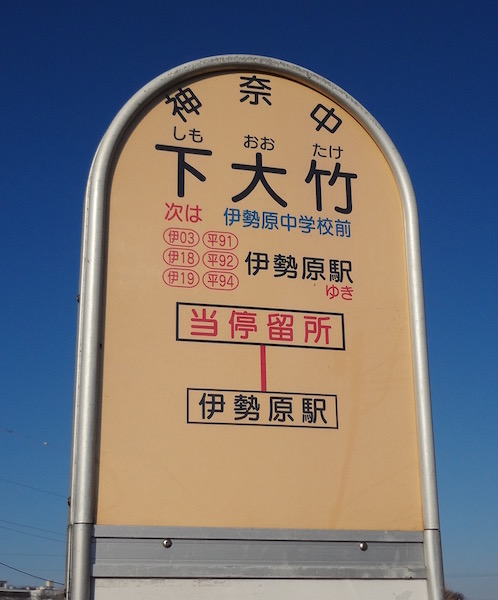 神奈中
しも おお たけ
下大竹
次は 伊勢原中学校前
伊03 平91
伊18 平92 伊勢原駅
伊19 平94 ゆき
当停留所
伊勢原駅